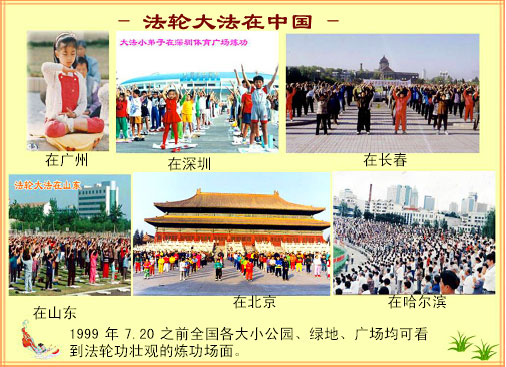 - 法轮大法在中国 -
大法小弟子在深圳体育广场练功
在广州
在深圳
在长春
法轮大法在山东
在山东
在北京
在哈尔滨
1999 年 7.20 之前全国各大小公园、绿地、广场均可看
到法轮功壮观的炼功场面。